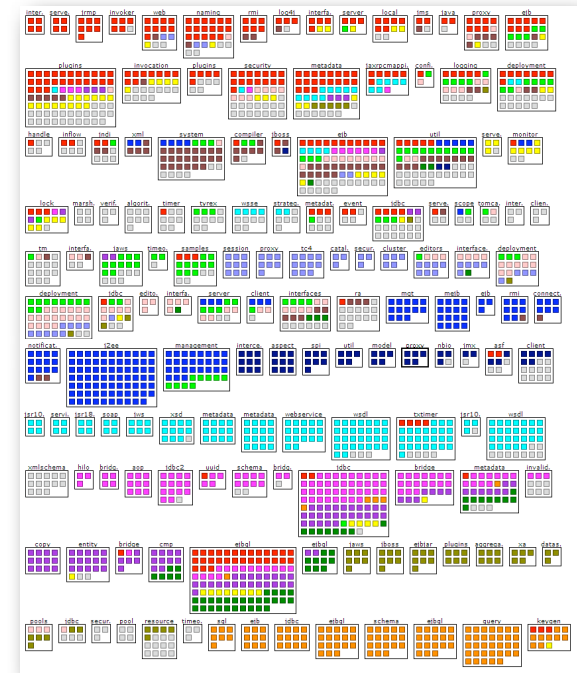 inter. serve. jrmp invoker web naming rmi log4j interfa. server local jms java proxy ejb
plugins invocation plugins security metadata jaxrpcmappi. confi. logging deployment
handle inflow jndi xml system compiler jboss ejb util serve. monitor
lock marsh. verif. algorit. timer tyrex wsse strateg. metadat. event jdbc serve. scope tomca. inter. clien.
tm interfa. jaws timeo. samples session proxy tc4 catal. secur. cluster editors interface. deployment
deployment jdbc edito. interfa. server client interfaces ra mqt mejb ejb rmi connect.
notificat. j2ee management interce. aspect spi util model proxy nbio jmx asf client
jsr10. servi. jsr18. soap jws xsd metadata metadata webservice wsdl txtimer jsr10. wsdl
xmlschema hilo bridg. aop jdbc2 uuid schema bridg. jdbc bridge metadata invalid.
copy entity bridge cmp ejbql ejbql jaws jboss ejbjar plugins aggrega. xa datas.
pools jdbc secur. pool resource timeo. sql ejb jdbc ejbql schema ejbql query keygen